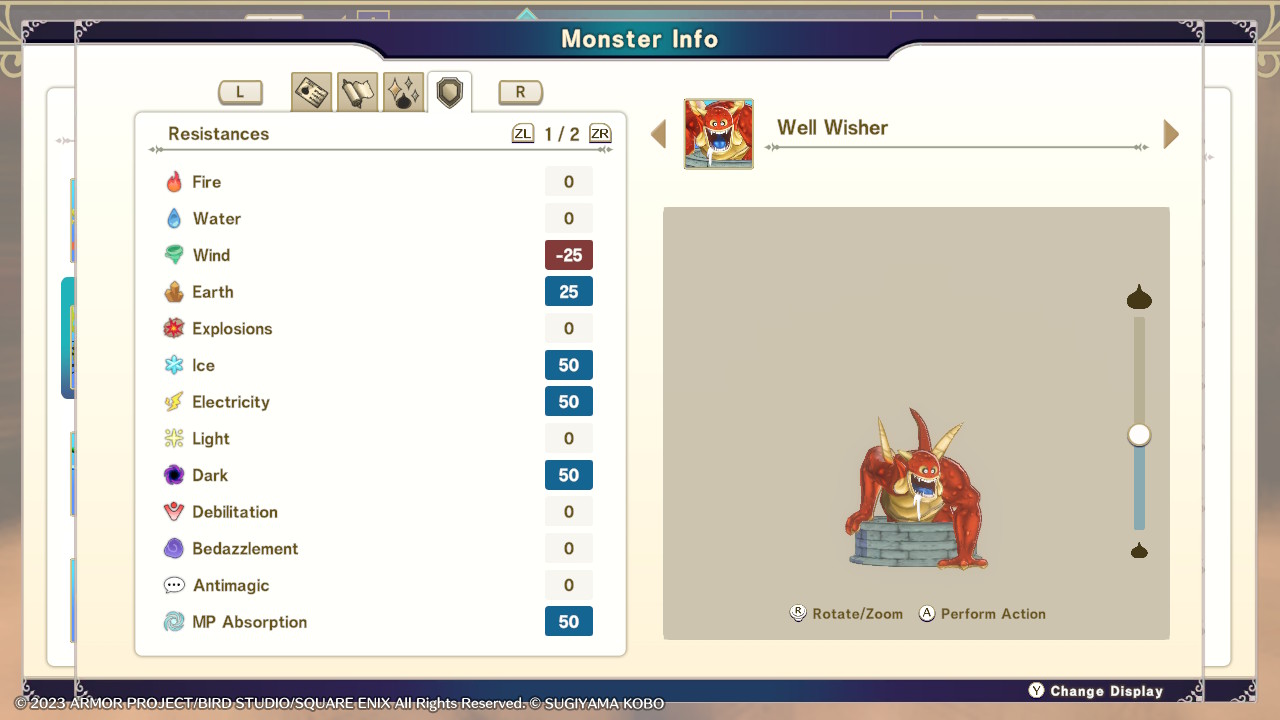 Monster Info
L
R
Resistances
ZL 1 / 2 ZR
Well Wisher
Fire 0
Water 0
Wind -25
Earth 25
Explosions 0
Ice 50
Electricity 50
Light 0
Dark 50
Debilitation 0
Bedazzlement 0
Antimagic 0
MP Absorption 50
R Rotate/Zoom A Perform Action
Y Change Display
© 2023 ARMOR PROJECT/BIRD STUDIO/SQUARE ENIX All Rights Reserved. © SUGIYAMA KOBO